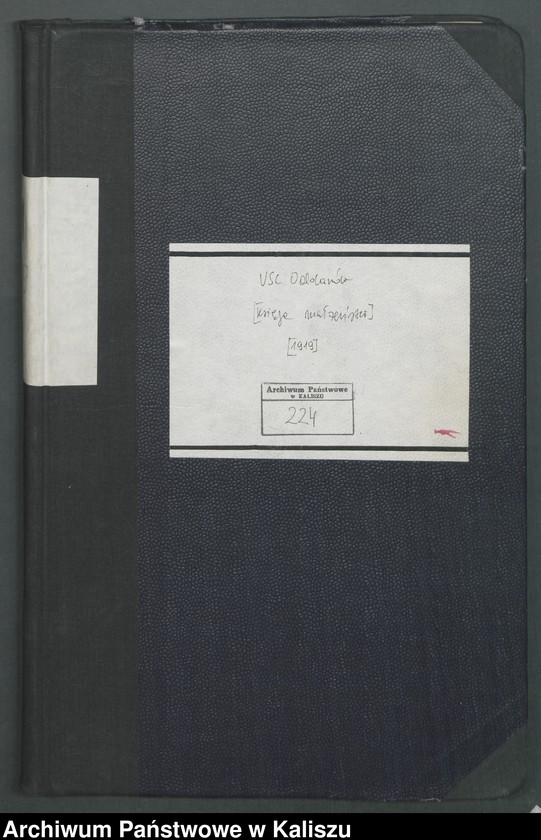 USC Odolanów
[księga małżeństw]
[1919]
Archiwum Państwowe
w KALISZU
224
Archiwum Państwowe w Kaliszu